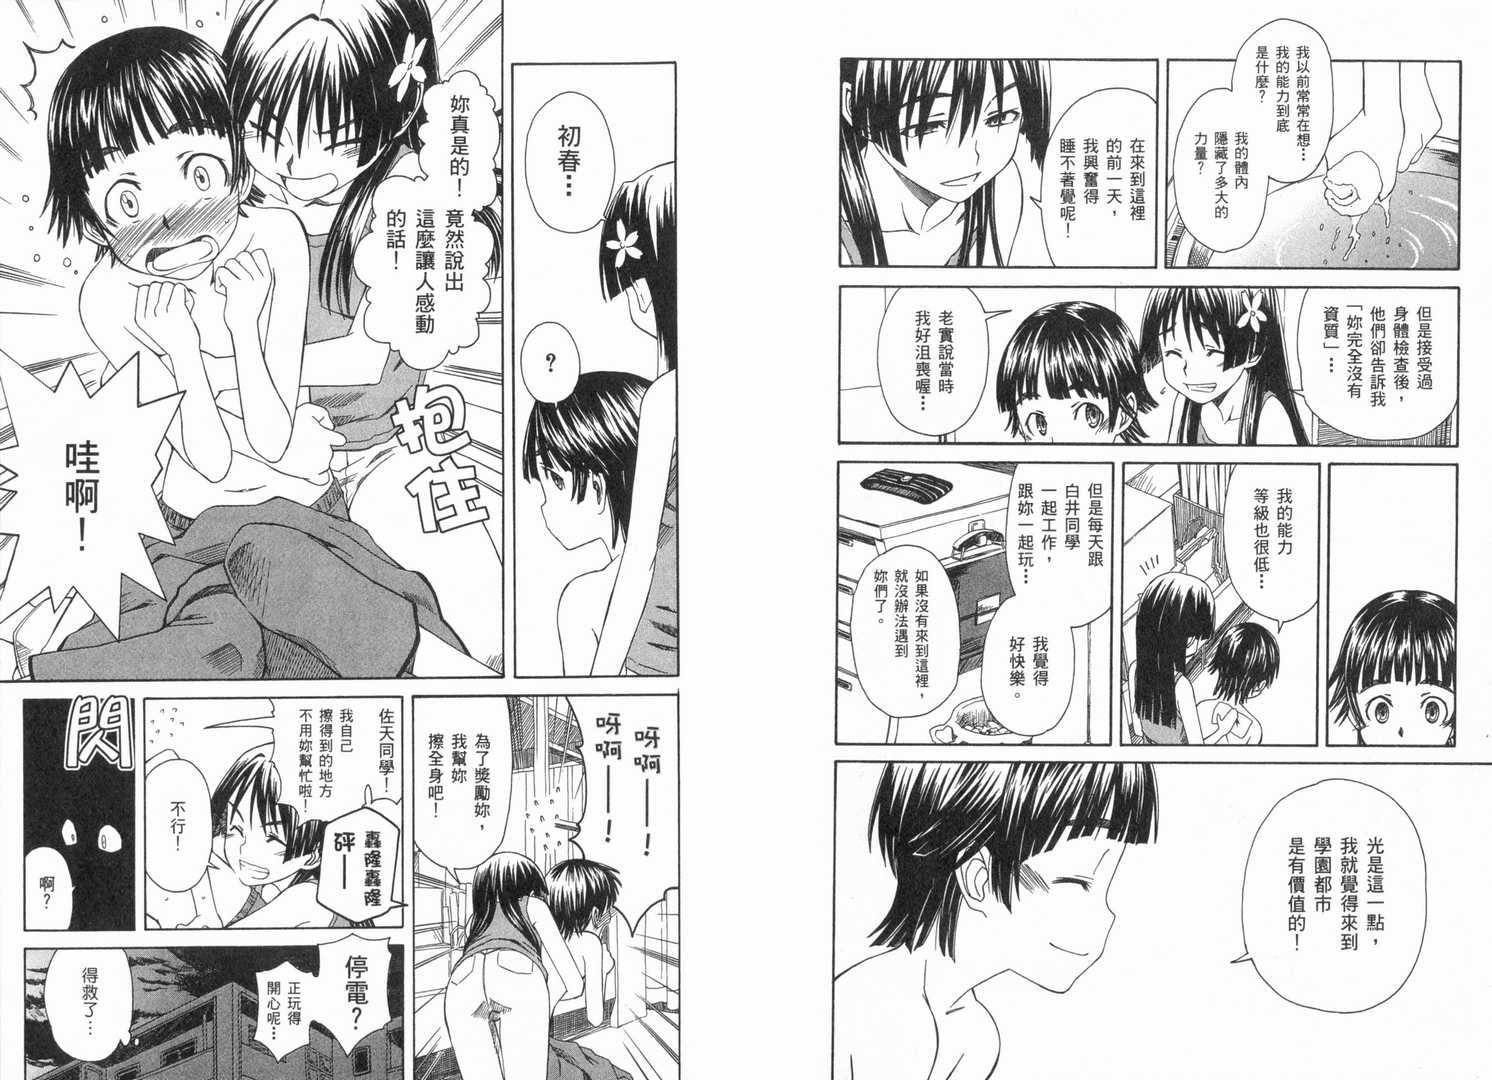 我以前常常在想…
我的能力到底
是什麼？
我的體內
隱藏了多大的
力量？
在來到這裡
的前一天，
我興奮得
睡不著覺呢！
但是接受過
身體檢查後，
他們卻告訴我
「妳完全沒有
資質」…
老實說當時
我好沮喪喔…
我的能力
等級也很低…
但是每天跟
白井同學
一起工作，
跟妳一起玩…
我覺得
好快樂。
如果沒有來到這裡，
就沒辦法遇到
妳們了。
光是這一點，
我就覺得來到
學園都市
是有價值的！
初春…
？
妳真是的！
竟然說出
這麼讓人感動
的話！
抱住
哇啊！
呀啊——！
呀啊——！
為了獎勵妳，
我幫妳
擦全身吧！
佐天同學！
我自己
擦得到的地方
不用妳幫忙啦！
不行！
轟隆轟隆
砰—
閃
啊？
停電？
正玩得
開心呢…
得救了…